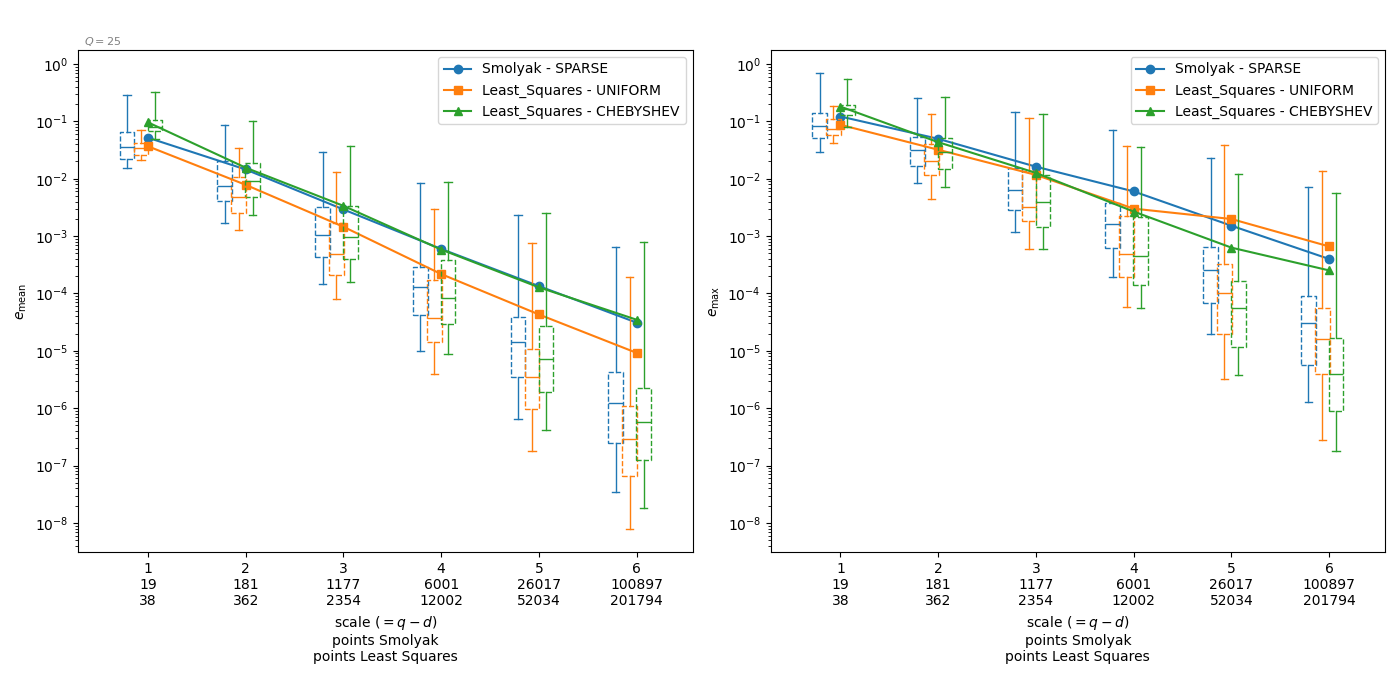 Q = 25
10⁰
10⁻¹
10⁻²
10⁻³
10⁻⁴
10⁻⁵
10⁻⁶
10⁻⁷
10⁻⁸
e_mean
Smolyak - SPARSE
Least_Squares - UNIFORM
Least_Squares - CHEBYSHEV
1 2 3 4 5 6
19 181 1177 6001 26017 100897
38 362 2354 12002 52034 201794
scale (= q − d)
points Smolyak
points Least Squares
10⁰
10⁻¹
10⁻²
10⁻³
10⁻⁴
10⁻⁵
10⁻⁶
10⁻⁷
10⁻⁸
e_max
Smolyak - SPARSE
Least_Squares - UNIFORM
Least_Squares - CHEBYSHEV
1 2 3 4 5 6
19 181 1177 6001 26017 100897
38 362 2354 12002 52034 201794
scale (= q − d)
points Smolyak
points Least Squares